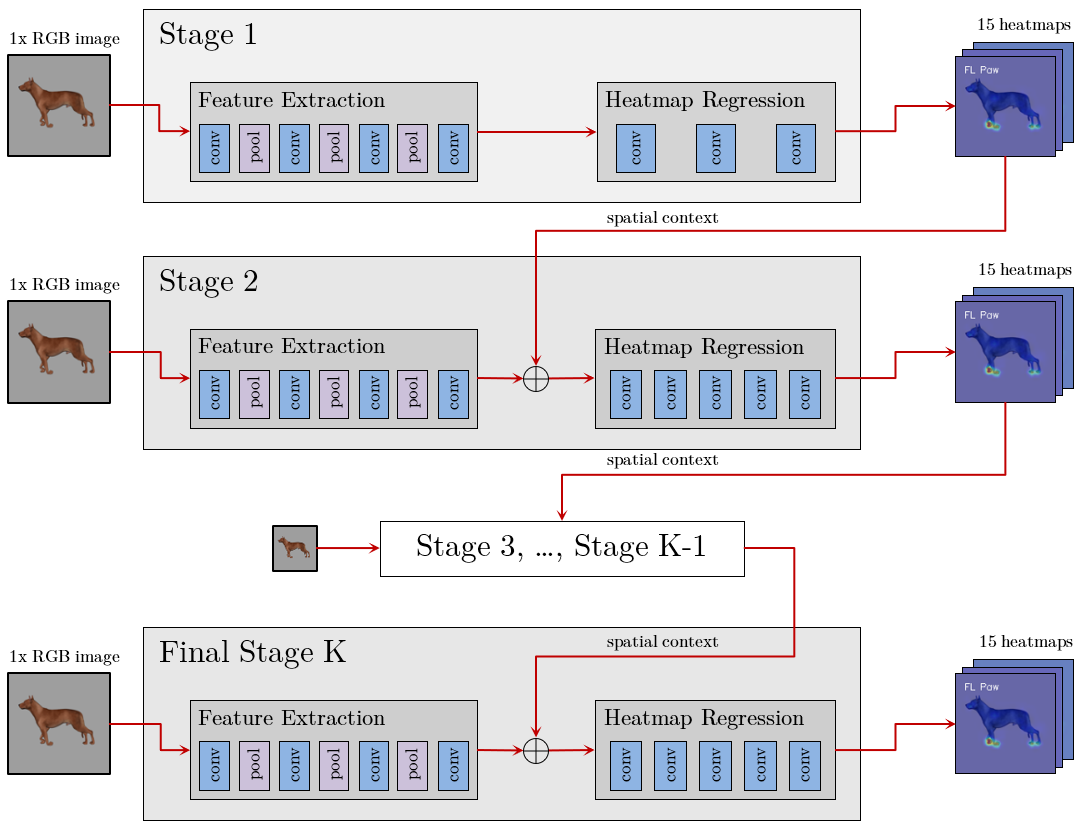 1x RGB image
Stage 1
15 heatmaps
FL Paw
Feature Extraction
Heatmap Regression
conv pool conv pool conv pool conv
conv conv conv
spatial context
1x RGB image
Stage 2
15 heatmaps
FL Paw
Feature Extraction
Heatmap Regression
conv pool conv pool conv pool conv
conv conv conv conv conv
spatial context
Stage 3, ..., Stage K-1
1x RGB image
Final Stage K
spatial context
15 heatmaps
FL Paw
Feature Extraction
Heatmap Regression
conv pool conv pool conv pool conv
conv conv conv conv conv